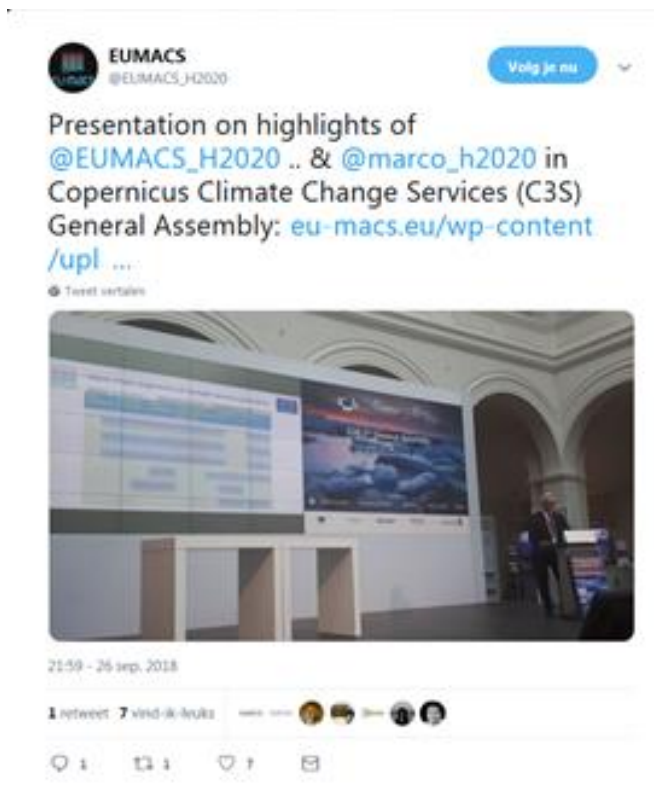 EUMACS
@EUMACS_H2020
Volg je nu
Presentation on highlights of
@EUMACS_H2020 .. & @marco_h2020 in
Copernicus Climate Change Services (C3S)
General Assembly: eu-macs.eu/wp-content
/upl ...
Tweet vertalen
21:59 - 26 sep. 2018
1 retweet 7 vind-ik-leuks
1 1 7